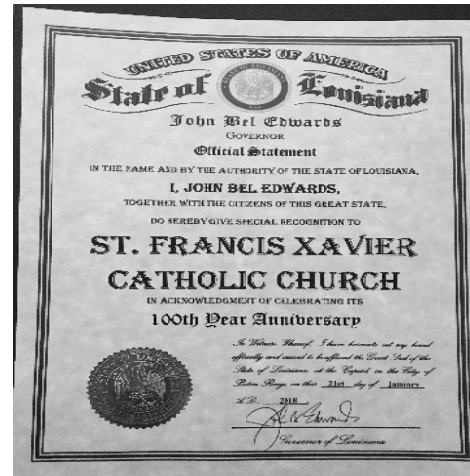 UNITED STATES OF AMERICA
State of Louisiana
John Bel Edwards
GOVERNOR
Official Statement
IN THE NAME AND BY THE AUTHORITY OF THE STATE OF LOUISIANA,
I, JOHN BEL EDWARDS,
TOGETHER WITH THE CITIZENS OF THIS GREAT STATE,
DO HEREBY GIVE SPECIAL RECOGNITION TO
ST. FRANCIS XAVIER
CATHOLIC CHURCH
IN ACKNOWLEDGMENT OF CELEBRATING ITS
100th Year Anniversary
In Witness Whereof, I have hereunto set my hand
officially and caused to be affixed the Great Seal of the
State of Louisiana, at the Capitol, in the City of
Baton Rouge, on this 21st day of January
A.D. 2018
Governor of Louisiana